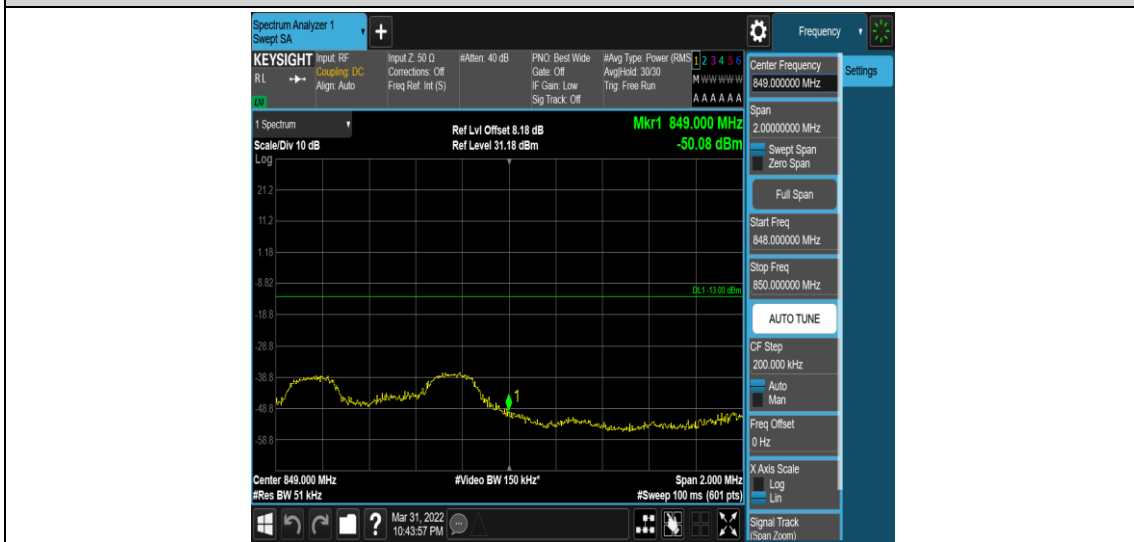 Spectrum Analyzer 1
Swept SA
+
Frequency
KEYSIGHT
RL
LXI
Input: RF
Coupling: DC
Align: Auto
Input Z: 50 Ω
Corrections: Off
Freq Ref: Int (S)
#Atten: 40 dB
PNO: Best Wide
Gate: Off
IF Gain: Low
Sig Track: Off
#Avg Type: Power (RMS
Avg|Hold: 30/30
Trig: Free Run
1 2 3 4 5 6
M W W W W W
A A A A A A
1 Spectrum
Scale/Div 10 dB
Log
Ref Lvl Offset 8.18 dB
Ref Level 31.18 dBm
Mkr1 849.000 MHz
-50.08 dBm
21.2
11.2
1.18
-8.82
-18.8
-28.8
-38.8
-48.8
-58.8
DL1 -13.00 dBm
1
Center 849.000 MHz
#Res BW 51 kHz
#Video BW 150 kHz*
Span 2.000 MHz
#Sweep 100 ms (601 pts)
Center Frequency
849.000000 MHz
Settings
Span
2.00000000 MHz
Swept Span
Zero Span
Full Span
Start Freq
848.000000 MHz
Stop Freq
850.000000 MHz
AUTO TUNE
CF Step
200.000 kHz
Auto
Man
Freq Offset
0 Hz
X Axis Scale
Log
Lin
Signal Track
(Span Zoom)
?
Mar 31, 2022
10:43:57 PM